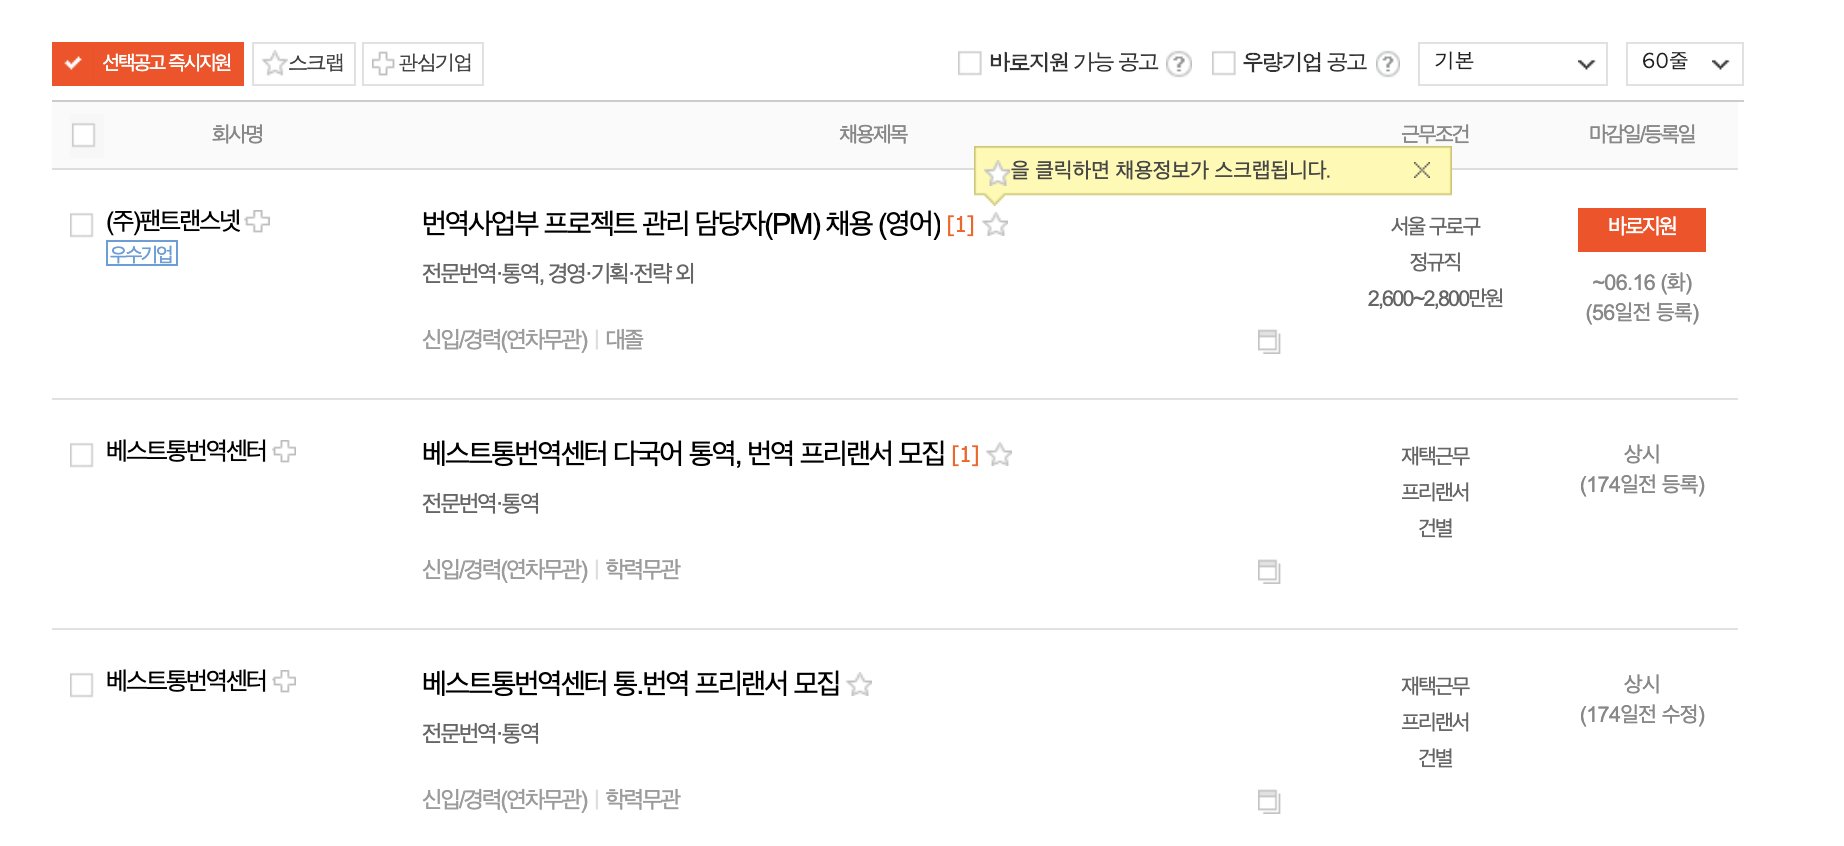 선택공고 즉시지원 스크랩 관심기업 바로지원 가능 공고 ? 우량기업 공고 ? 기본 60줄
회사명 채용제목 근무조건 마감일/등록일
을 클릭하면 채용정보가 스크랩됩니다.
(주)팬트랜스넷 번역사업부 프로젝트 관리 담당자(PM) 채용 (영어) [1] 서울 구로구 바로지원
우수기업 전문번역·통역, 경영·기획·전략 외 정규직
2,600~2,800만원 ~06.16 (화)
(56일전 등록)
신입/경력(연차무관) | 대졸
베스트통번역센터 베스트통번역센터 다국어 통역, 번역 프리랜서 모집 [1] 재택근무 상시
전문번역·통역 프리랜서 (174일전 등록)
건별
신입/경력(연차무관) | 학력무관
베스트통번역센터 베스트통번역센터 통.번역 프리랜서 모집 재택근무 상시
전문번역·통역 프리랜서 (174일전 수정)
건별
신입/경력(연차무관) | 학력무관